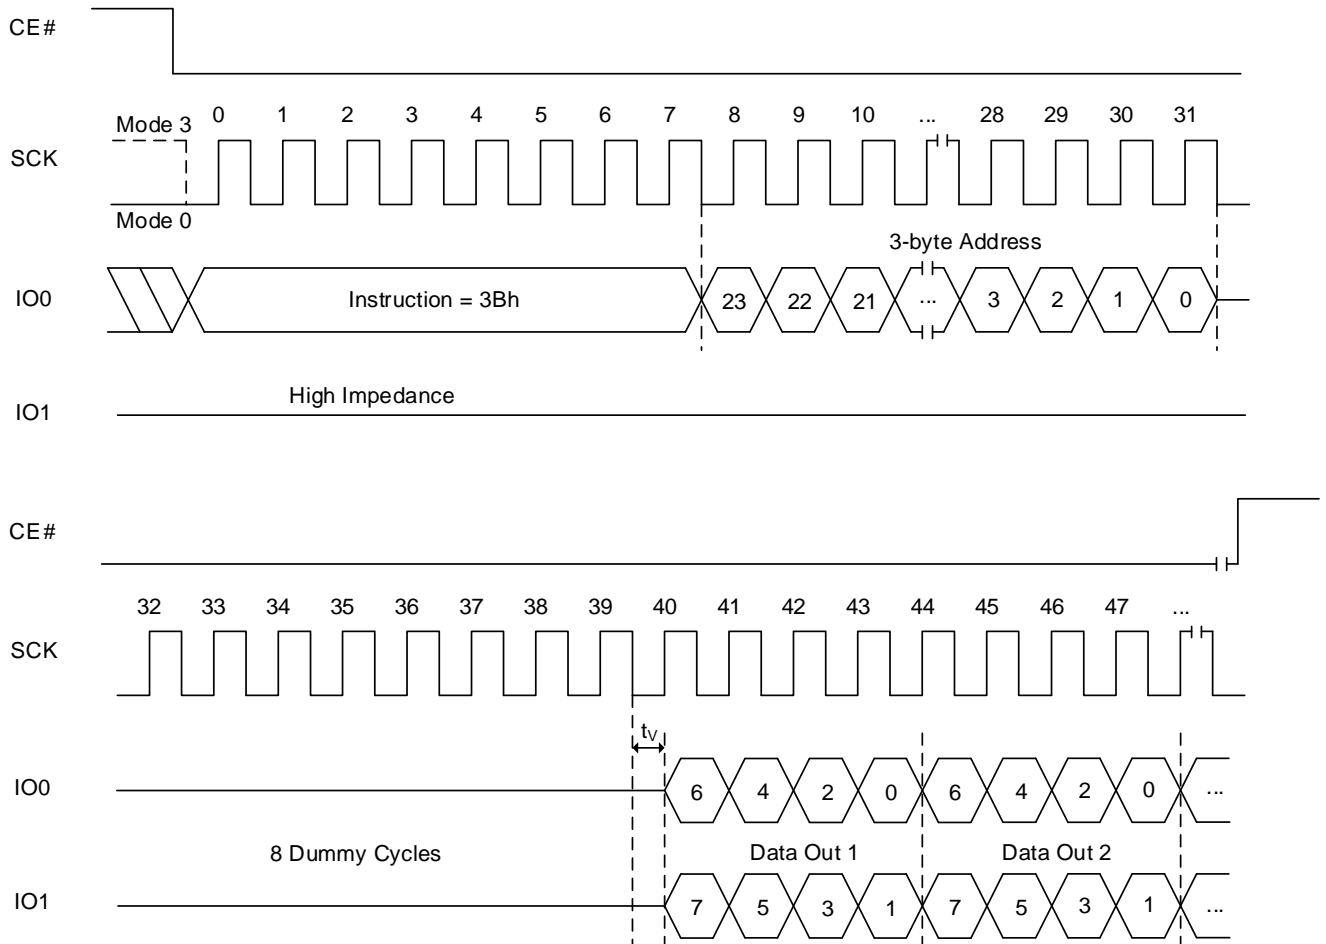 CE#
Mode 3 0 1 2 3 4 5 6 7 8 9 10 ... 28 29 30 31
SCK
Mode 0
3-byte Address
IO0 Instruction = 3Bh 23 22 21 ... 3 2 1 0
High Impedance
IO1
CE#
32 33 34 35 36 37 38 39 40 41 42 43 44 45 46 47 ...
SCK
tV
IO0 6 4 2 0 6 4 2 0 ...
8 Dummy Cycles Data Out 1 Data Out 2
IO1 7 5 3 1 7 5 3 1 ...